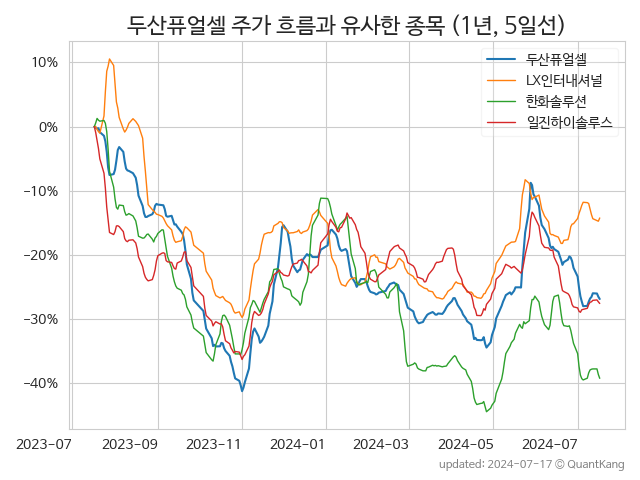 두산퓨얼셀 주가 흐름과 유사한 종목 (1년, 5일선)
두산퓨얼셀
LX인터내셔널
한화솔루션
일진하이솔루스
10%
0%
−10%
−20%
−30%
−40%
2023-07 2023-09 2023-11 2024-01 2024-03 2024-05 2024-07
updated: 2024-07-17 © QuantKang